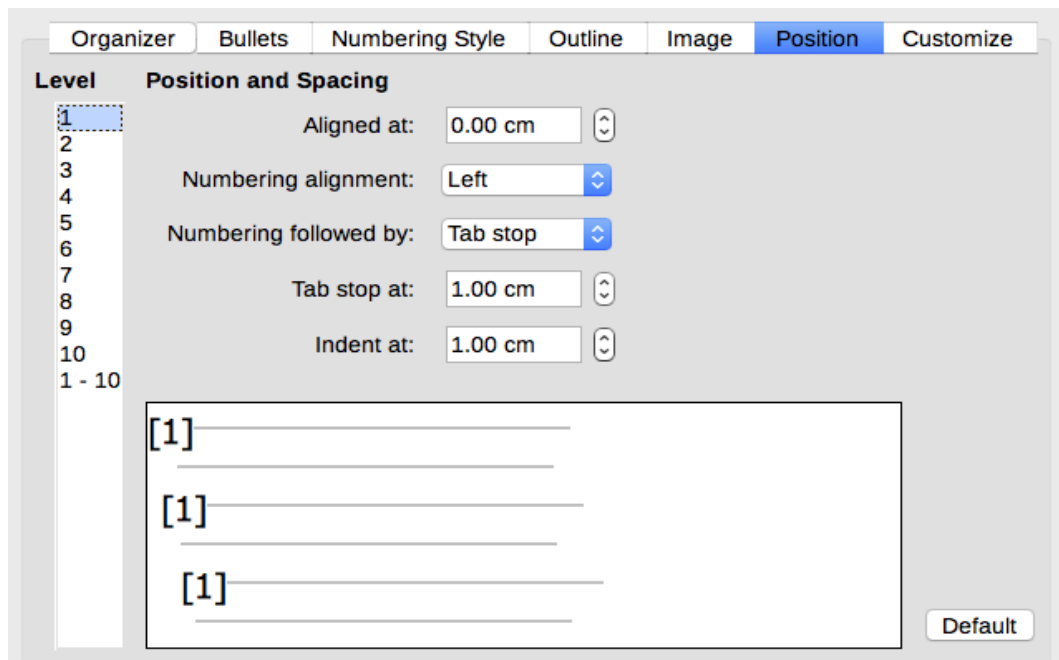 Organizer Bullets Numbering Style Outline Image Position Customize
Level Position and Spacing
1
2
3
4
5
6
7
8
9
10
1 - 10
Aligned at: 0.00 cm
Numbering alignment: Left
Numbering followed by: Tab stop
Tab stop at: 1.00 cm
Indent at: 1.00 cm
[1]
[1]
[1]
Default